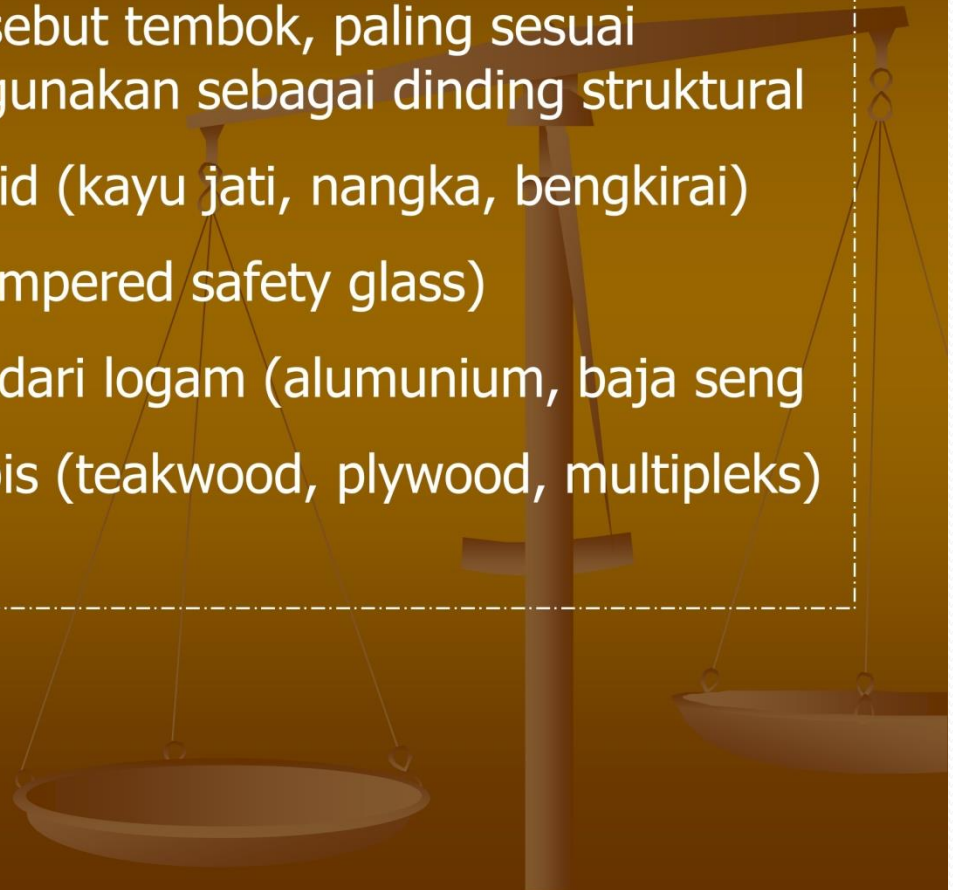 sebut tembok, paling sesuai
gunakan sebagai dinding struktural
id (kayu jati, nangka, bengkirai)
mpered safety glass)
dari logam (alumunium, baja seng
is (teakwood, plywood, multipleks)